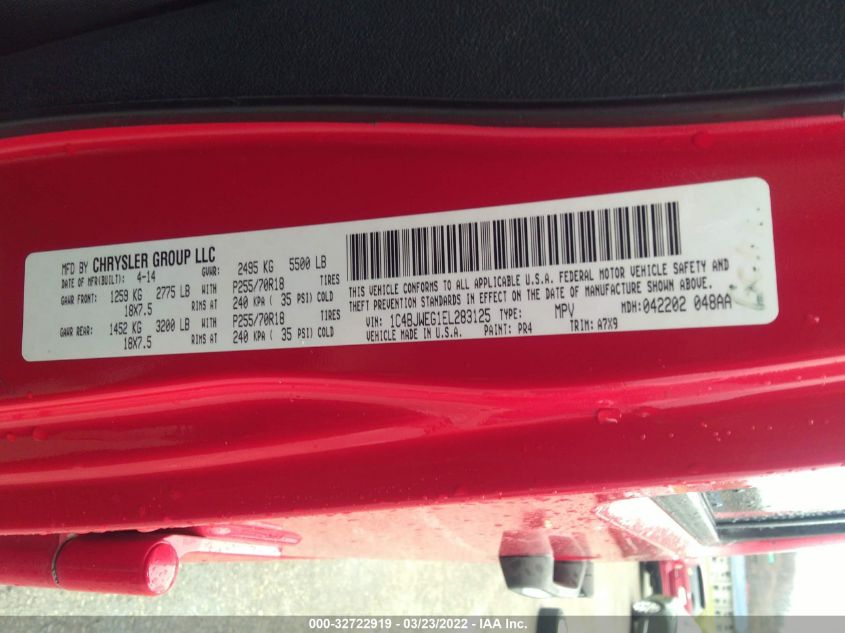 MFD BY CHRYSLER GROUP LLC
DATE OF MFR(BUILT): 4-14 GVWR: 2495 KG 5500 LB
GAWR FRONT: 1259 KG 2775 LB WITH P255/70R18 TIRES
18X7.5 RIMS AT 240 KPA ( 35 PSI) COLD
GAWR REAR: 1452 KG 3200 LB WITH P255/70R18 TIRES
18X7.5 RIMS AT 240 KPA ( 35 PSI) COLD
THIS VEHICLE CONFORMS TO ALL APPLICABLE U.S.A. FEDERAL MOTOR VEHICLE SAFETY AND
THEFT PREVENTION STANDARDS IN EFFECT ON THE DATE OF MANUFACTURE SHOWN ABOVE.
VIN: 1C4BJWEG1EL283125 TYPE: MPV MDH: 042202 048AA
VEHICLE MADE IN U.S.A. PAINT: PR4 TRIM: A7X9
000-32722919 - 03/23/2022 - IAA Inc.